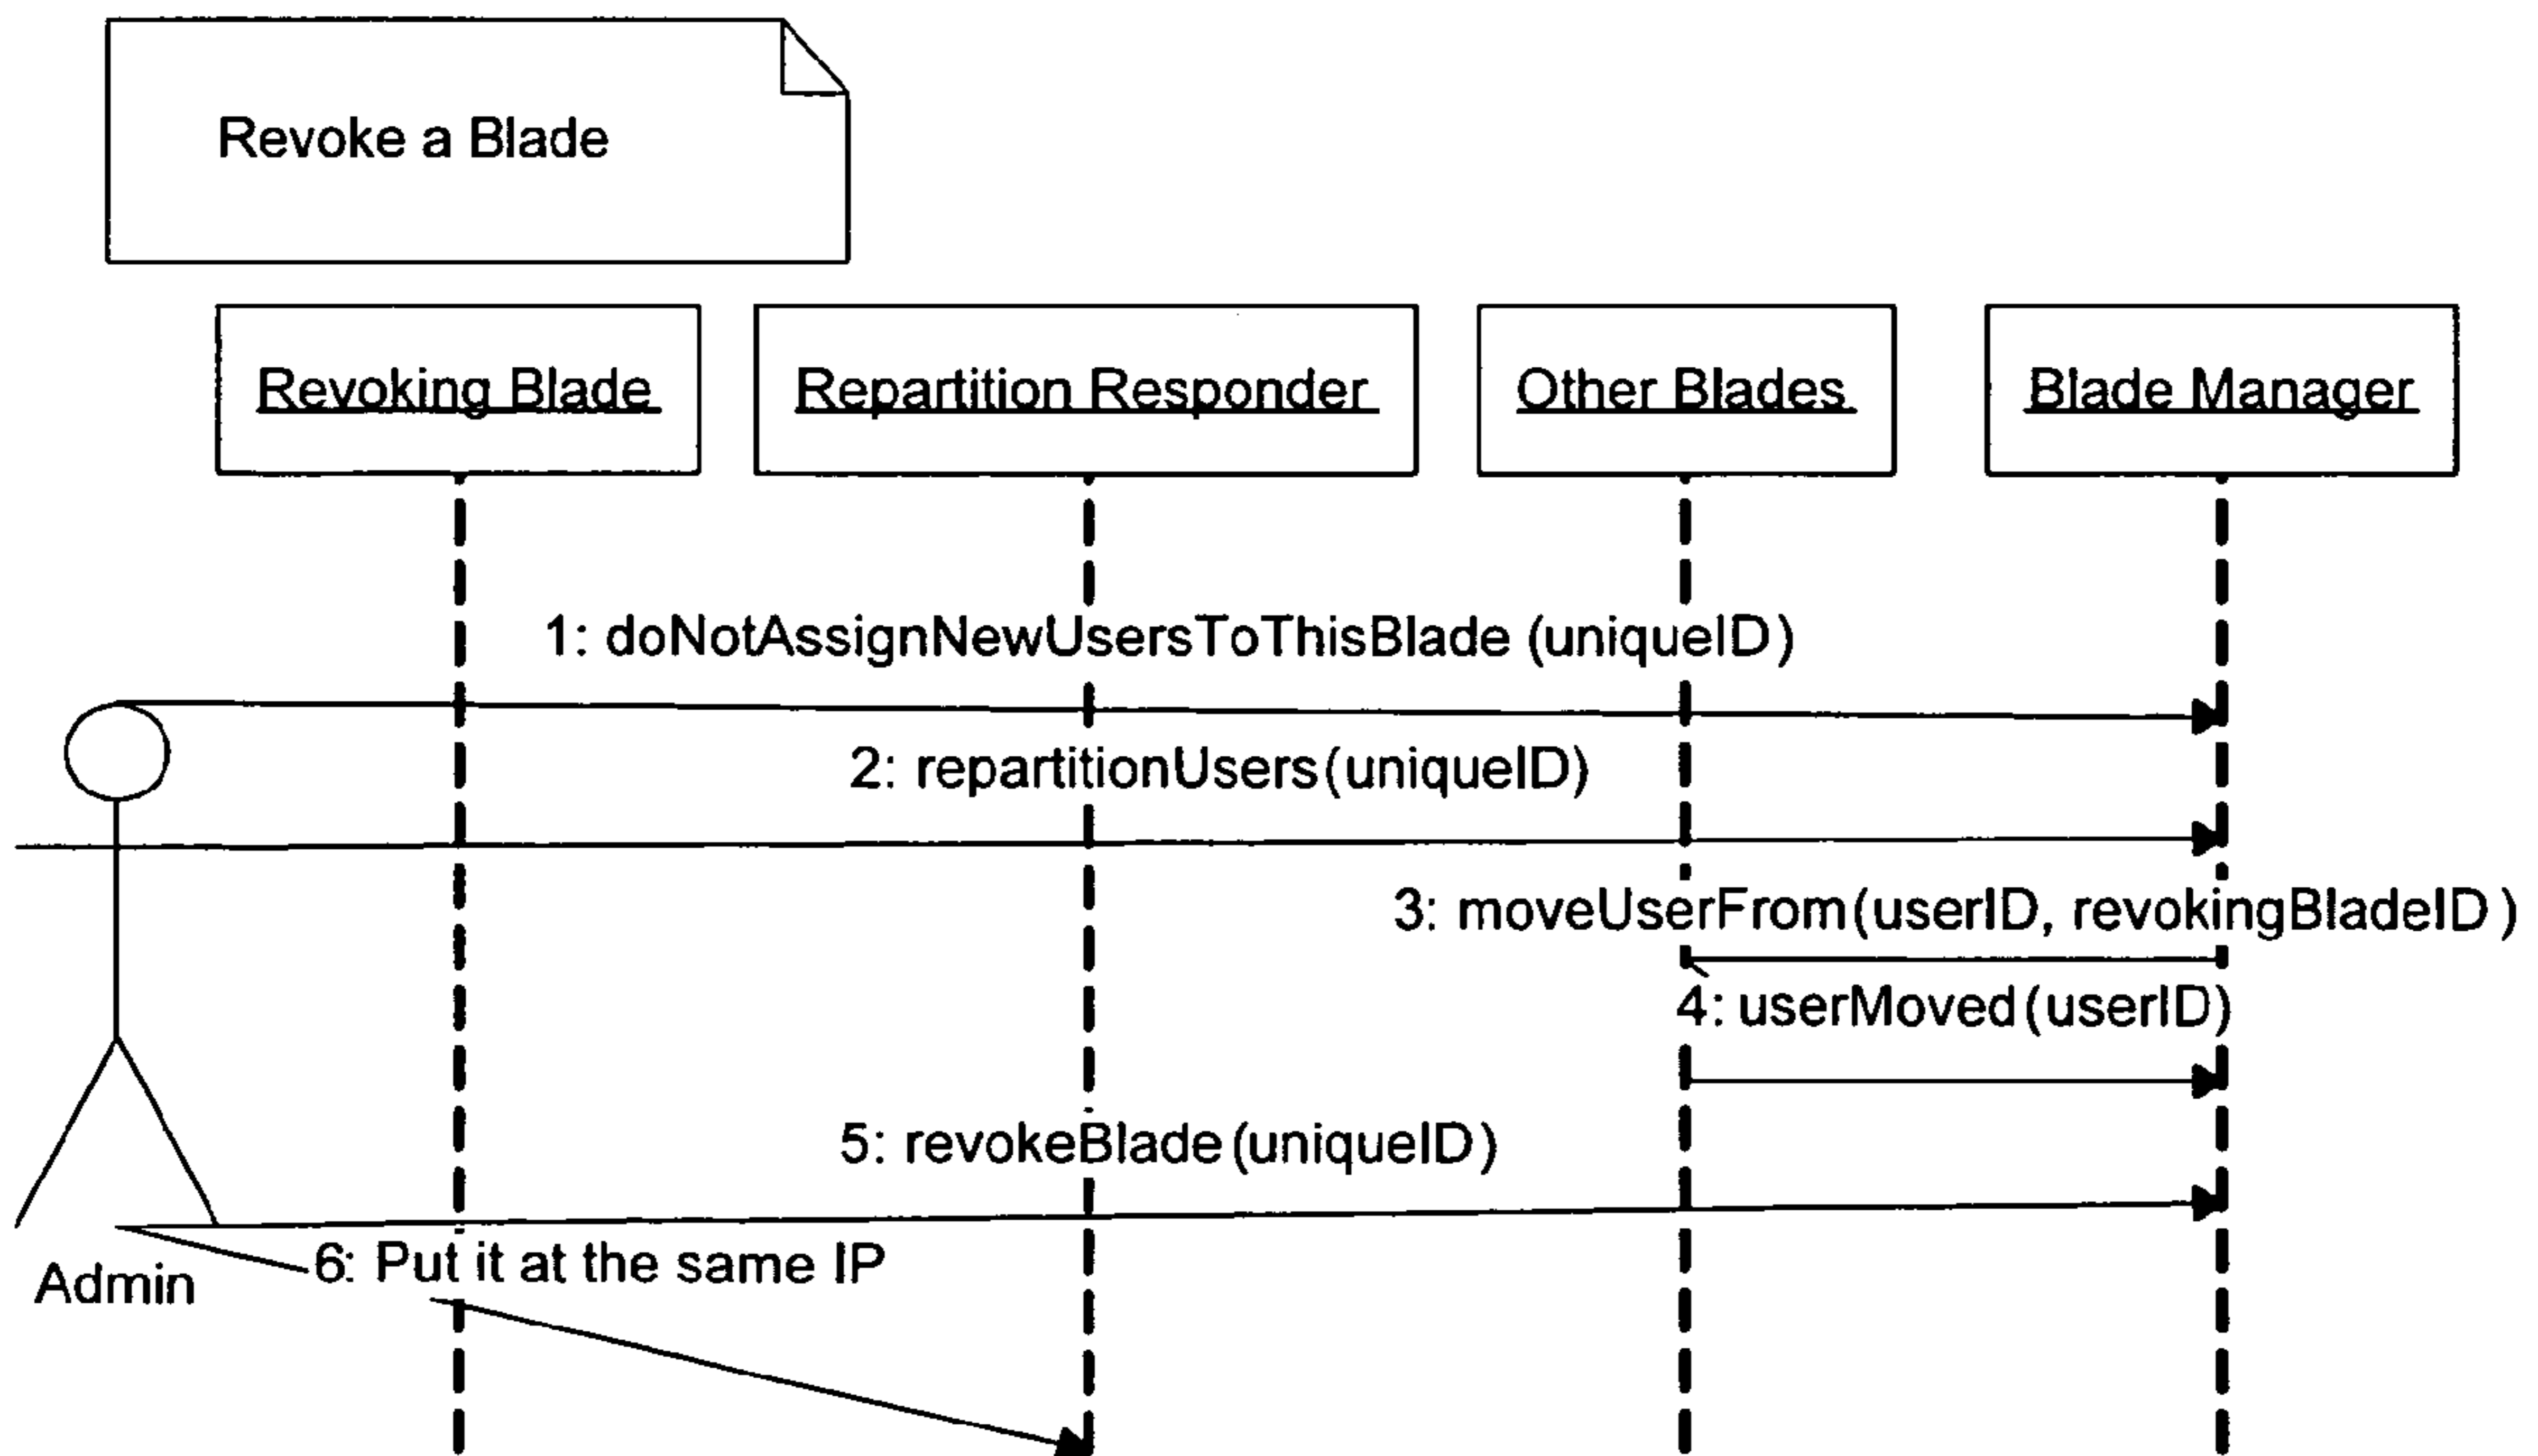 Revoke a Blade
Revoking Blade
Repartition Responder
Other Blades
Blade Manager
1: doNotAssignNewUsersToThisBlade (uniqueID)
2: repartitionUsers(uniqueID)
3: moveUserFrom(userID, revokingBladeID)
4: userMoved(userID)
5: revokeBlade(uniqueID)
6: Put it at the same IP
Admin